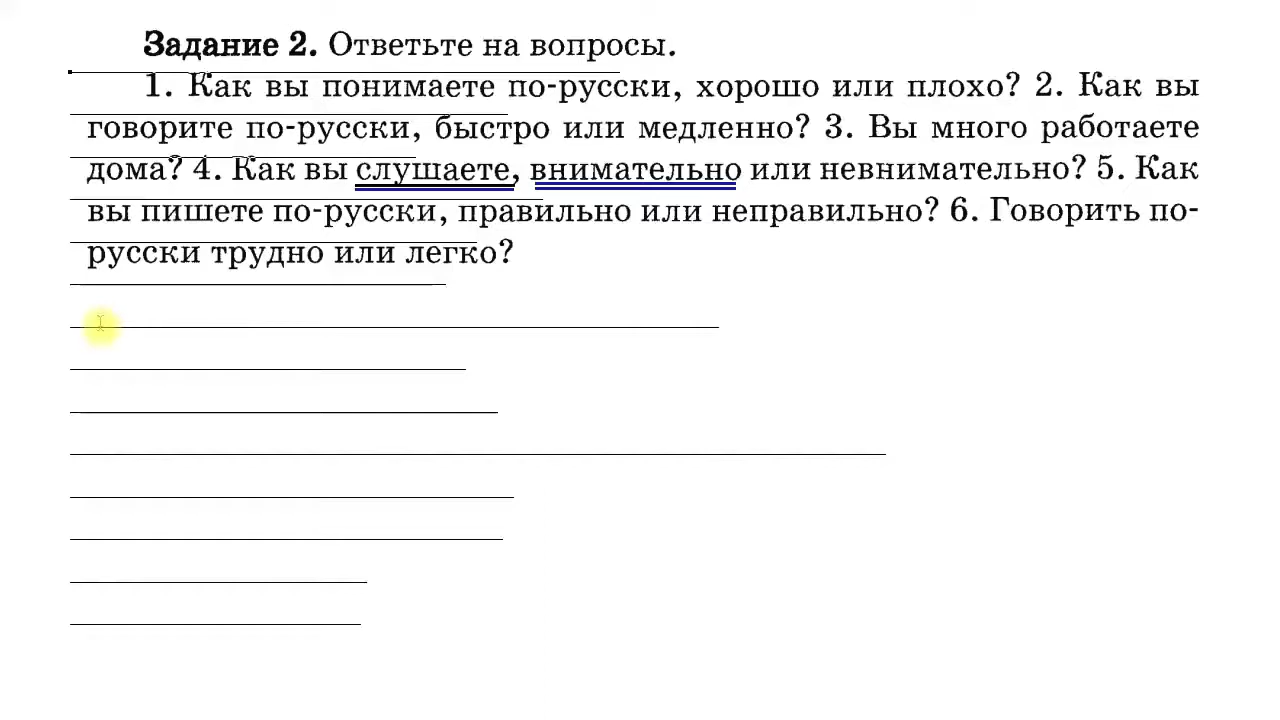 Задание 2. Ответьте на вопросы.
1. Как вы понимаете по-русски, хорошо или плохо? 2. Как вы
говорите по-русски, быстро или медленно? 3. Вы много работаете
дома? 4. Как вы слушаете, внимательно или невнимательно? 5. Как
вы пишете по-русски, правильно или неправильно? 6. Говорить по-
русски трудно или легко?